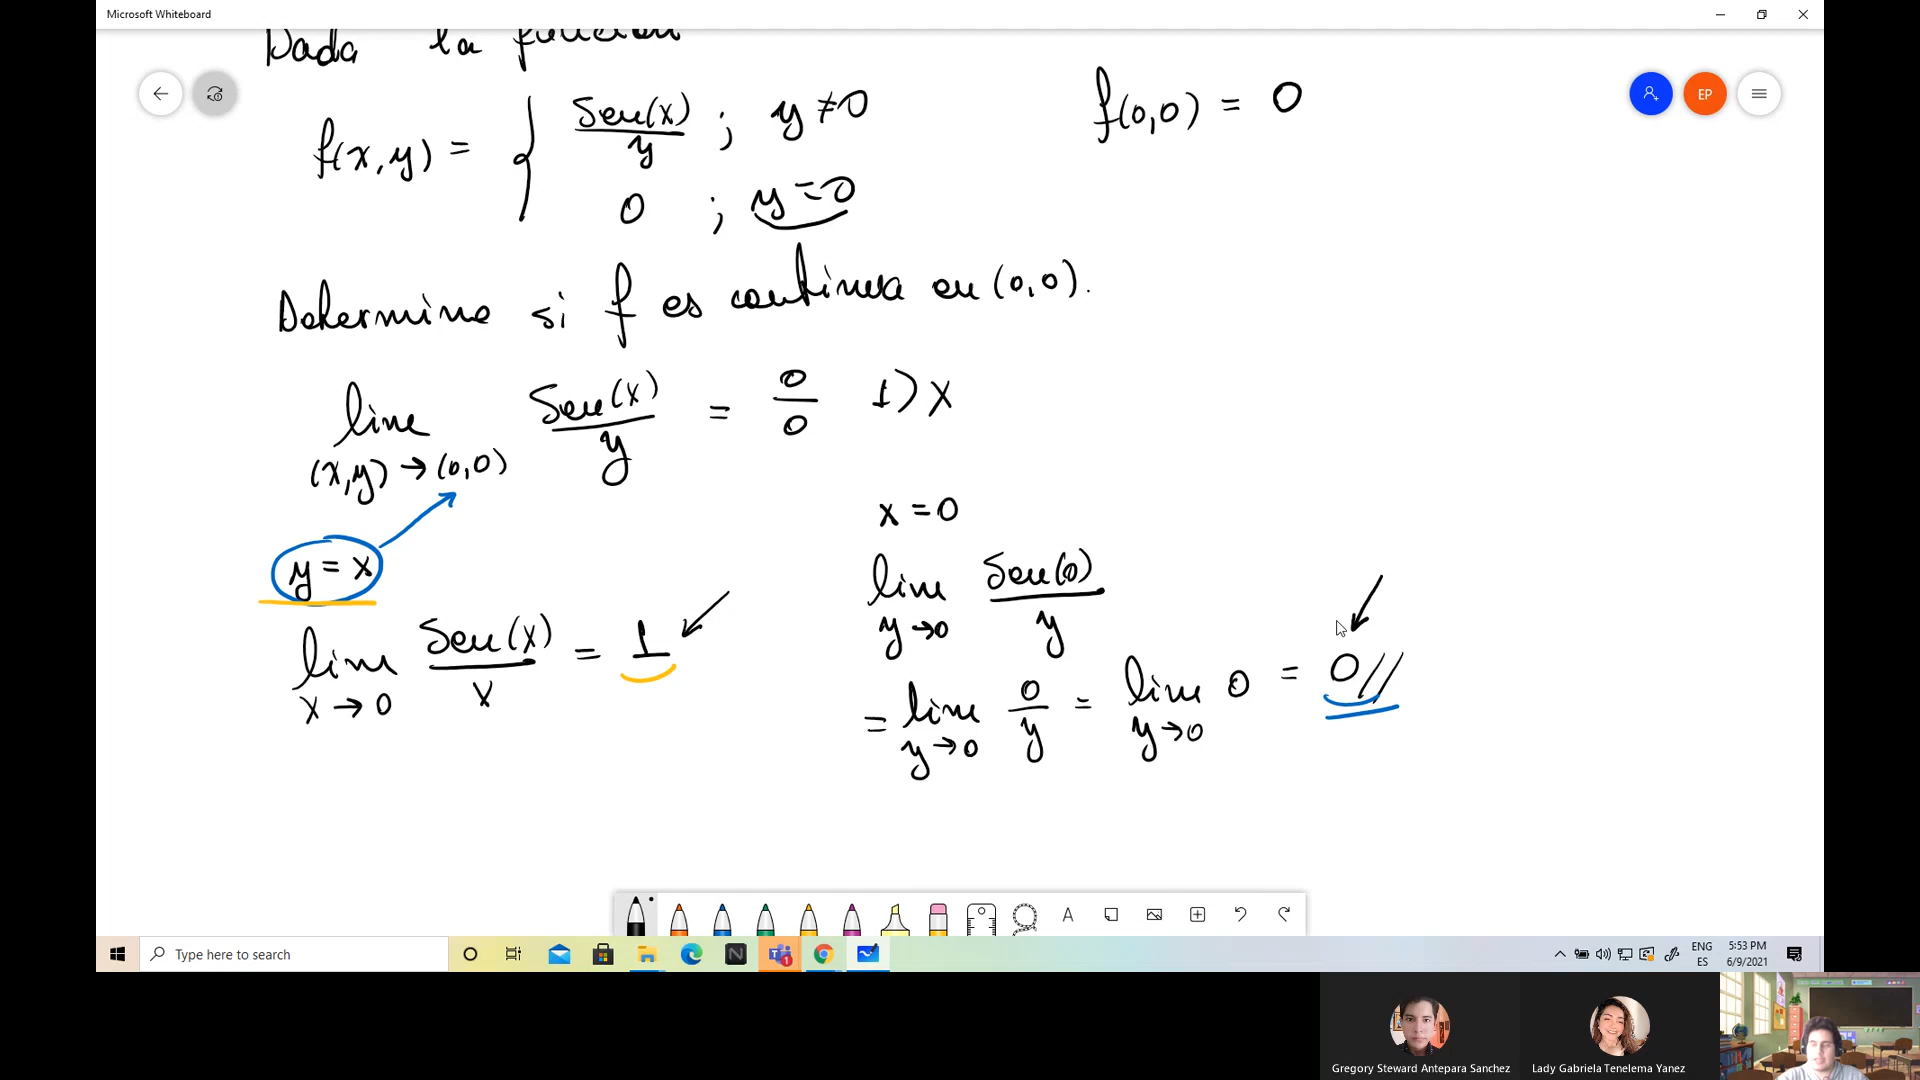 Microsoft Whiteboard
Dada la función
f(x,y) = { Sen(x)/y ; y ≠ 0
0 ; y = 0
f(0,0) = 0
EP
Determine si f es continua en (0,0).
lim (x,y) → (0,0) Sen(x)/y = 0/0 1) X
y = x
lim x → 0 Sen(x)/x = 1
x = 0
lim y → 0 Sen(0)/y
= lim y → 0 0/y = lim y → 0 0 = 0//
Type here to search
ENG
ES
5:53 PM
6/9/2021
Gregory Steward Antepara Sanchez
Lady Gabriela Tenelema Yanez